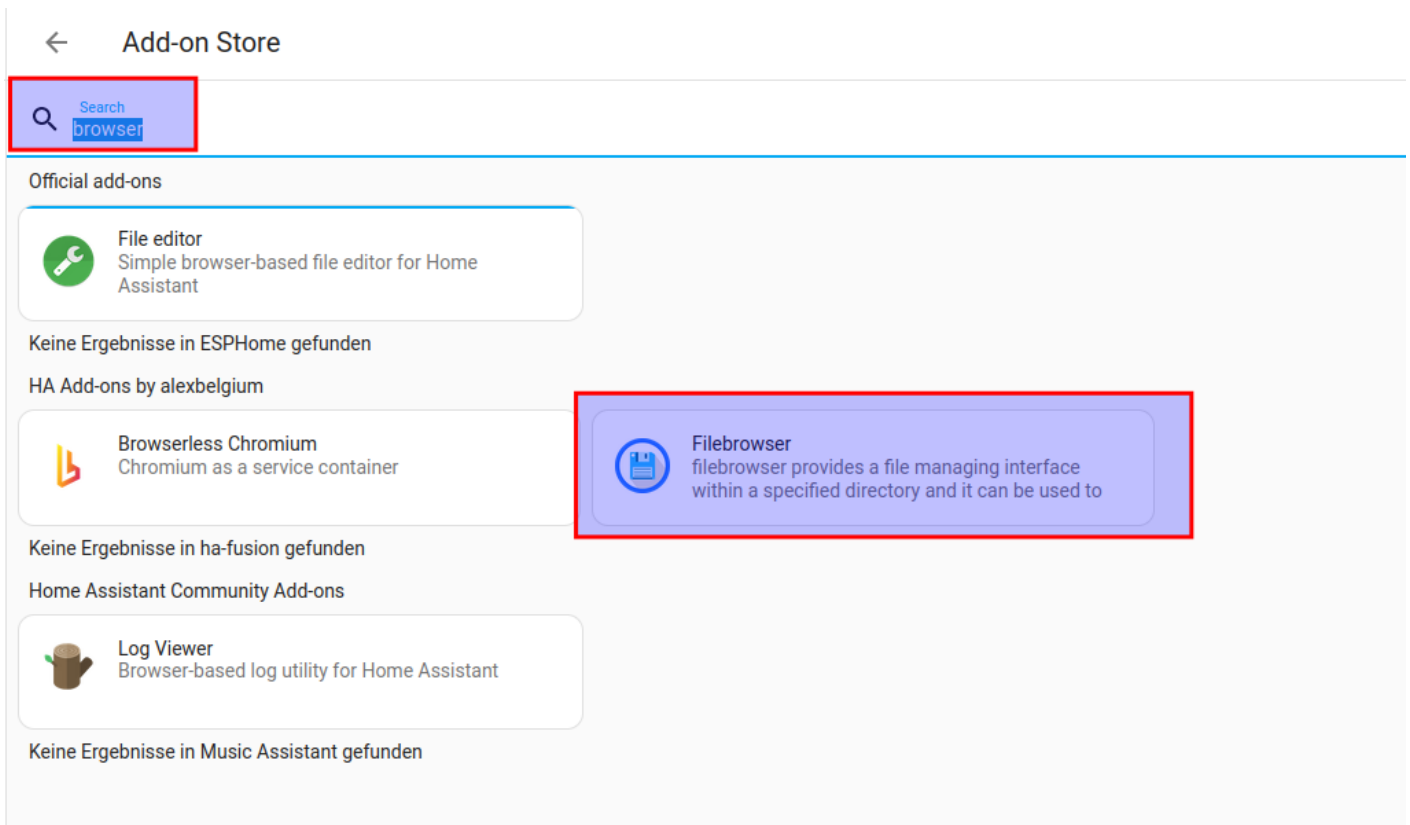 Add-on Store
Search
browser
Official add-ons
File editor
Simple browser-based file editor for Home
Assistant
Keine Ergebnisse in ESPHome gefunden
HA Add-ons by alexbelgium
Browserless Chromium
Chromium as a service container
Filebrowser
filebrowser provides a file managing interface
within a specified directory and it can be used to
Keine Ergebnisse in ha-fusion gefunden
Home Assistant Community Add-ons
Log Viewer
Browser-based log utility for Home Assistant
Keine Ergebnisse in Music Assistant gefunden